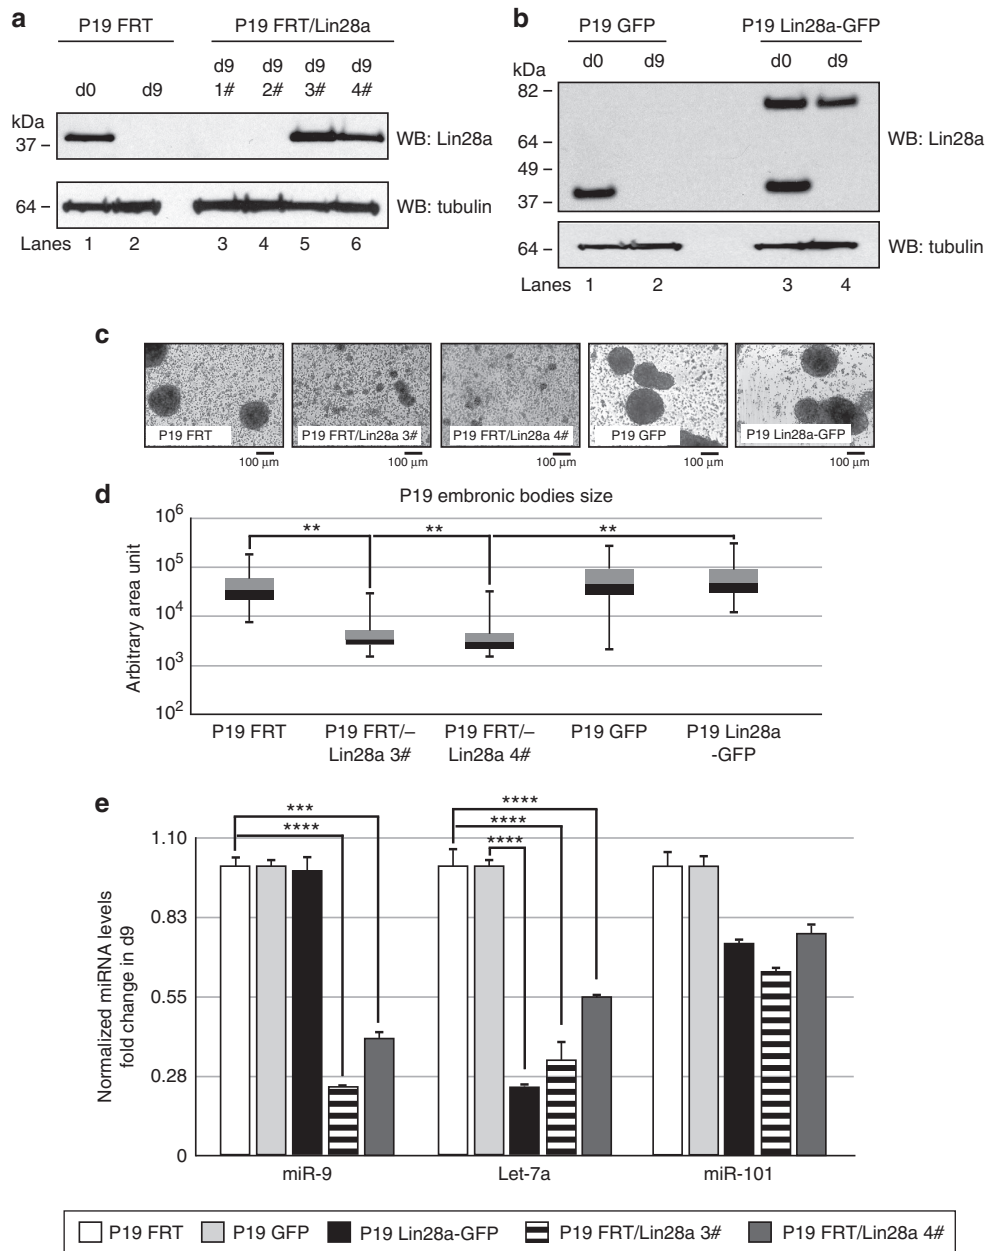 a
P19 FRT P19 FRT/Lin28a
d9 d9 d9 d9
d0 d9 1# 2# 3# 4#
kDa
37 – WB: Lin28a
64 – WB: tubulin
Lanes 1 2 3 4 5 6
b
P19 GFP P19 Lin28a-GFP
d0 d9 d0 d9
kDa
82 –
64 – WB: Lin28a
49 –
37 –
64 – WB: tubulin
Lanes 1 2 3 4
c
P19 FRT P19 FRT/Lin28a 3# P19 FRT/Lin28a 4# P19 GFP P19 Lin28a-GFP
100 µm 100 µm 100 µm 100 µm 100 µm
d
P19 embronic bodies size
Arbitrary area unit
10⁶
10⁵
10⁴
10³
10²
** ** **
P19 FRT P19 FRT/– P19 FRT/– P19 GFP P19 Lin28a
Lin28a 3# Lin28a 4# -GFP
e
Normalized miRNA levels
fold change in d9
1.10
0.83
0.55
0.28
0
***
****
****
****
****
miR-9 Let-7a miR-101
P19 FRT P19 GFP P19 Lin28a-GFP P19 FRT/Lin28a 3# P19 FRT/Lin28a 4#